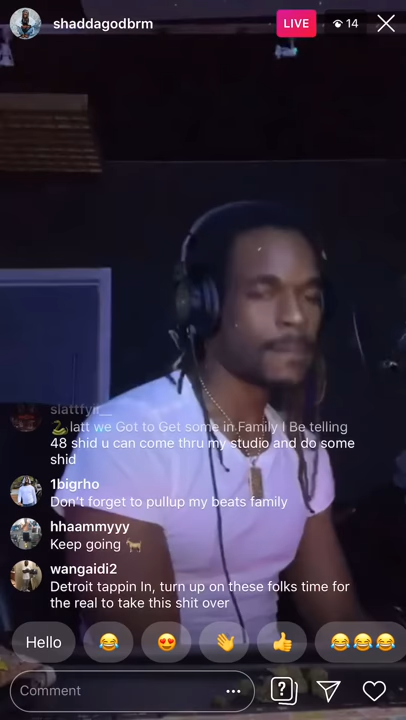 shaddagodbrm
LIVE
14
slattfyn__
🐍latt we Got to Get some in Family I Be telling
48 shid u can come thru my studio and do some
shid
1bigrho
Don't forget to pullup my beats family
hhaammyyy
Keep going 🐐
wangaidi2
Detroit tappin In, turn up on these folks time for
the real to take this shit over
Hello 😂 😍 👋 👍 😂😂😂
Comment